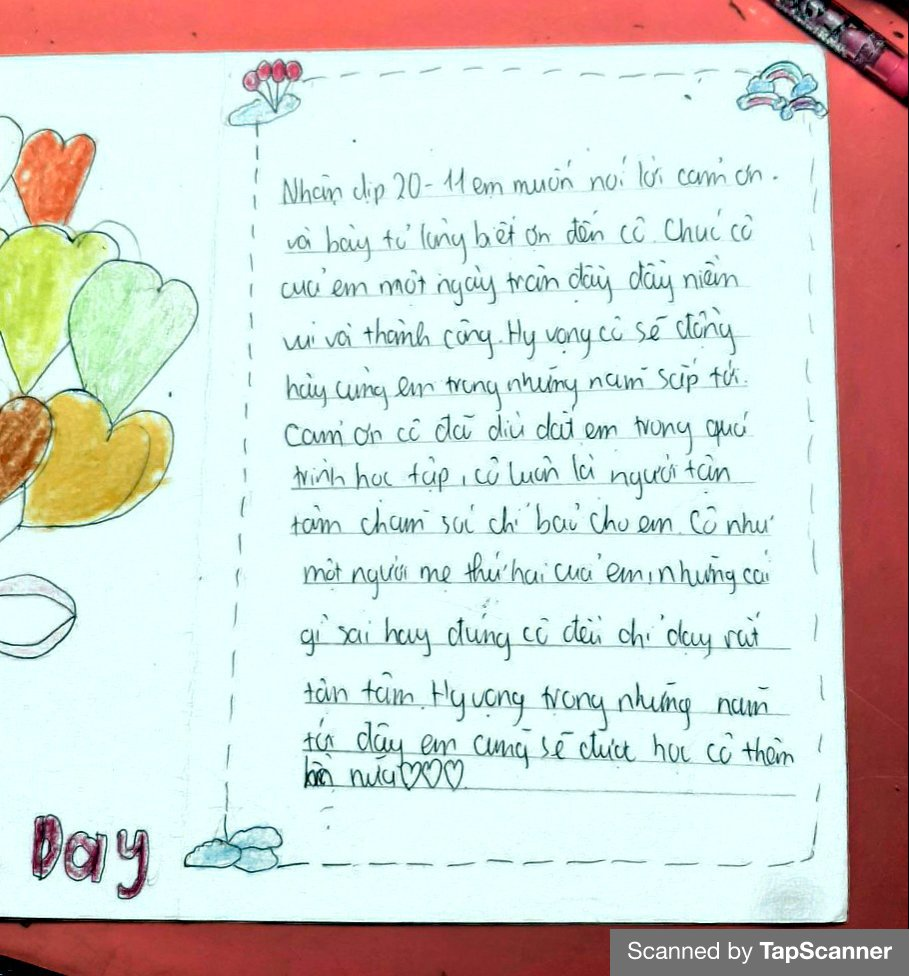 Nhân dịp 20-11 em muốn nói lời cảm ơn.
và bày tỏ lòng biết ơn đến cô. Chúc cô
của em một ngày tràn đầy đầy niềm
vui và thành công. Hy vọng cô sẽ đồng
hày cùng em trong những năm sắp tới.
Cảm ơn cô đã dìu dắt em trong quá
trình học tập, cô luôn là người tận
tâm chăm sóc chỉ bảo cho em. Cô như
một người mẹ thứ hai của em, những cái
gì sai hay đúng cô đều chỉ dạy rất
tận tâm. Hy vọng trong những năm
tới đây em cũng sẽ được học cô thêm
nữa♡♡♡
Day
Scanned by TapScanner